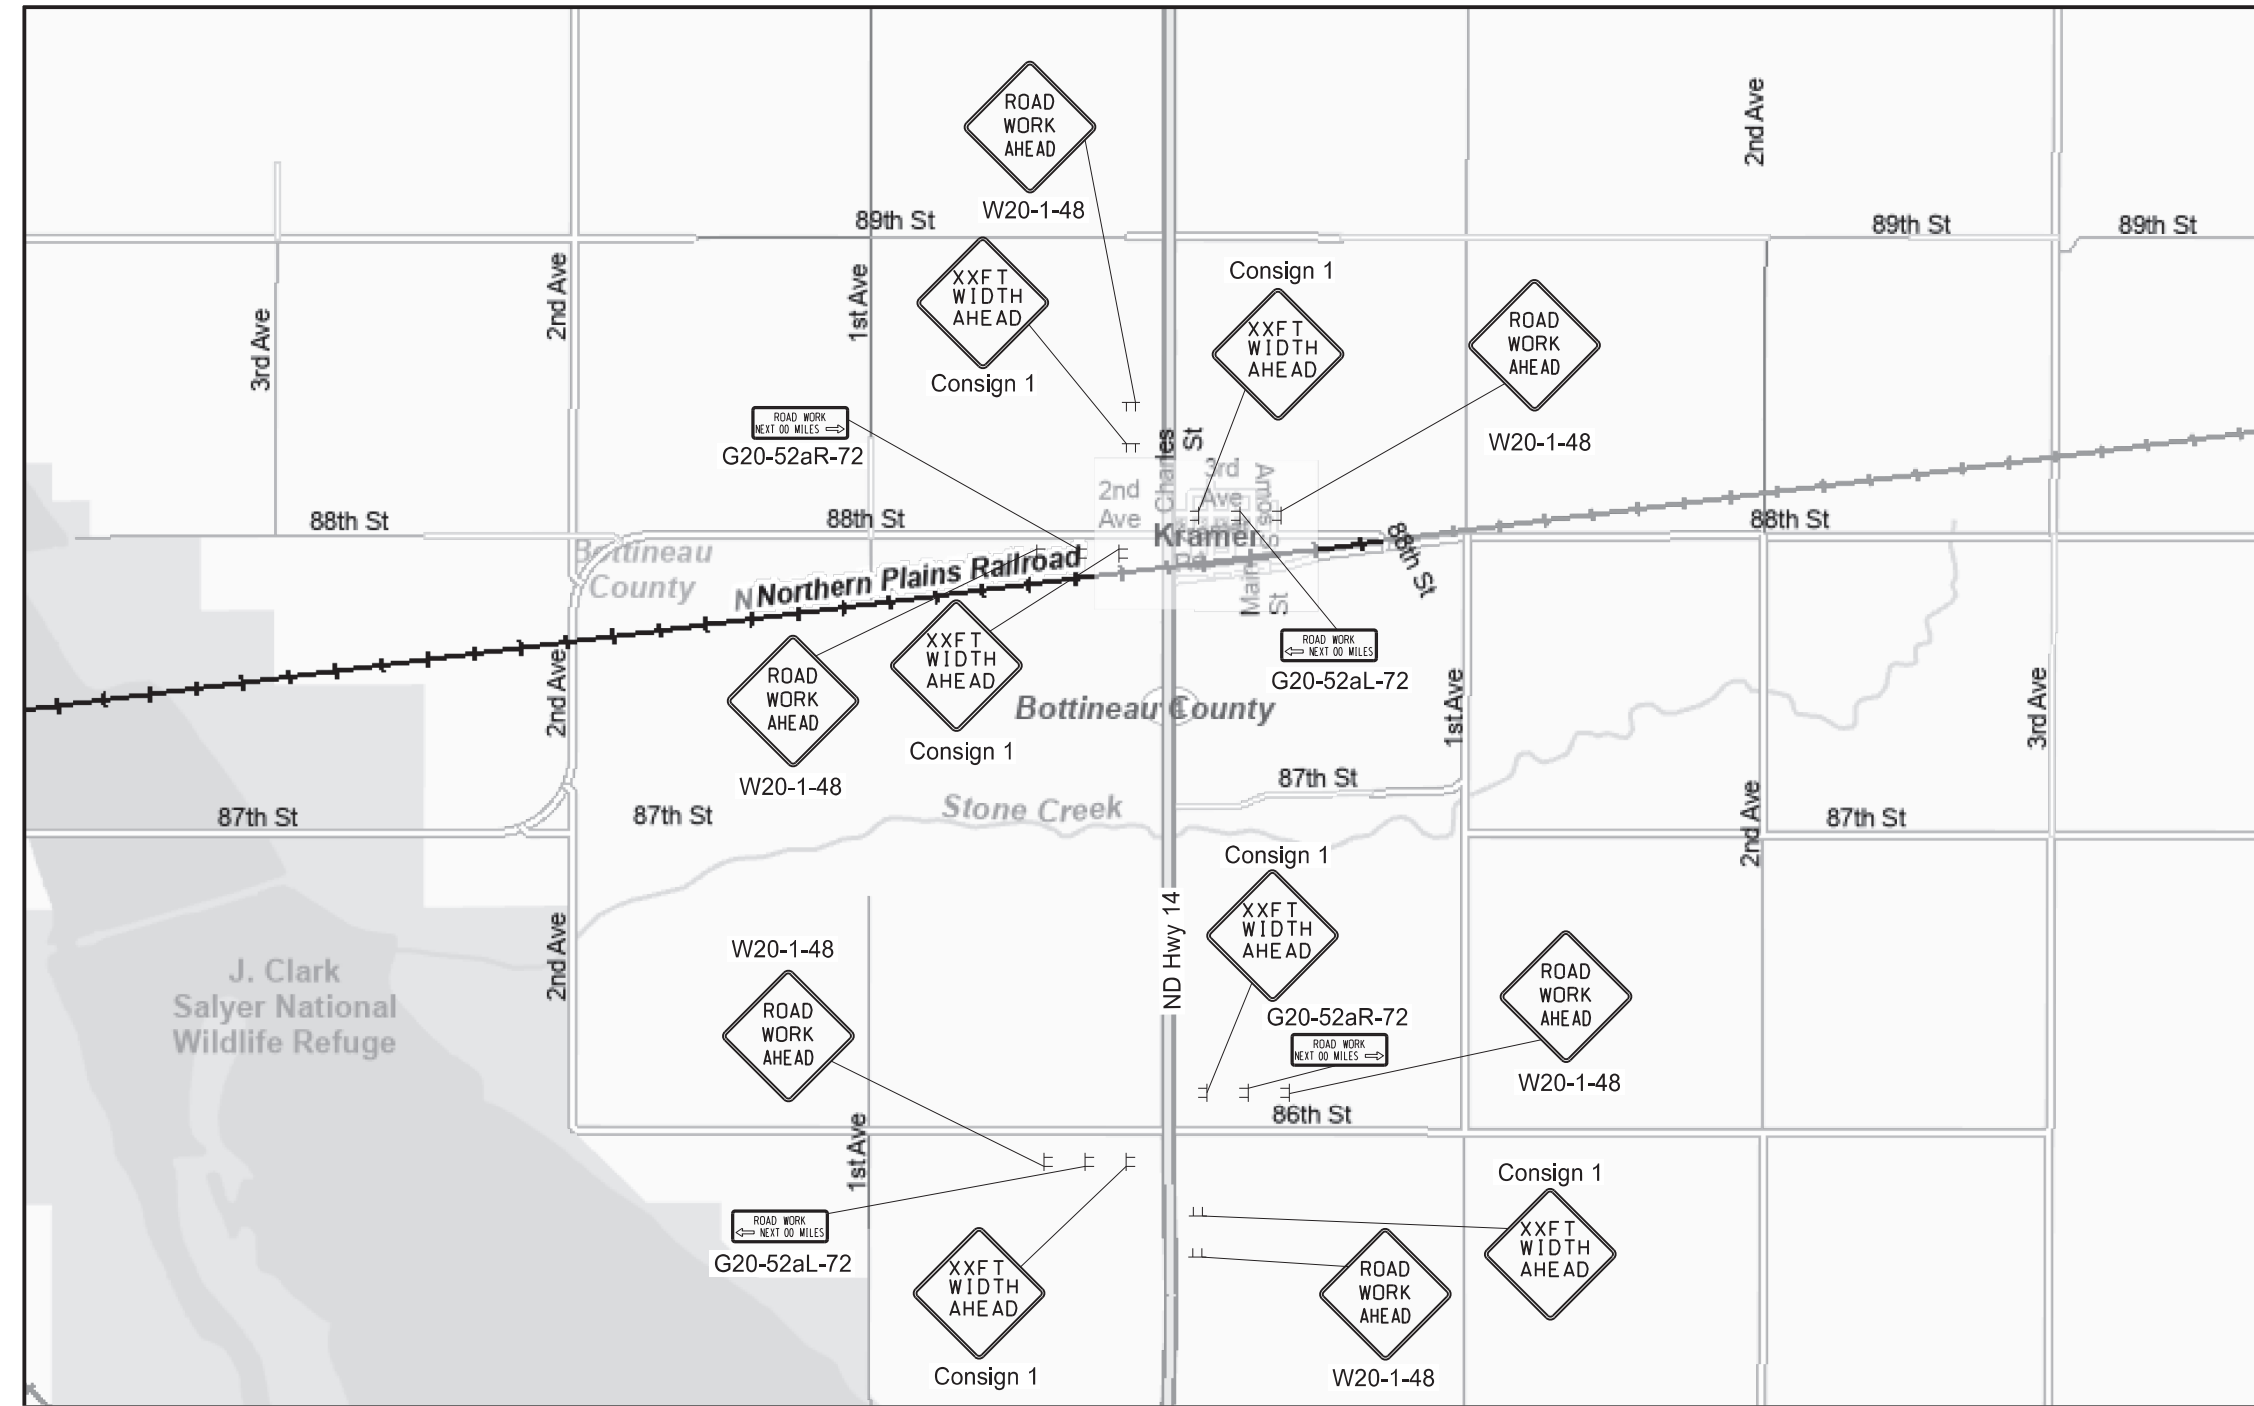 2nd Ave
ROAD
WORK
AHEAD
W20-1-48
89th St
89th St
89th St
XXFT
WIDTH
AHEAD
Consign 1
Consign 1
XXFT
WIDTH
AHEAD
ROAD
WORK
AHEAD
W20-1-48
3rd Ave
2nd Ave
1st Ave
ROAD WORK
NEXT 00 MILES
G20-52aR-72
Charles
St
3rd
Ave
Amos
2nd
Ave
88th St
88th St
88th St
88th St
Kramer
Rd
Main
St
Bottineau
County
Northern Plains Railroad
ROAD
WORK
AHEAD
W20-1-48
XXFT
WIDTH
AHEAD
Consign 1
ROAD WORK
NEXT 00 MILES
G20-52aL-72
Bottineau County
2nd Ave
1st Ave
3rd Ave
87th St
87th St
87th St
87th St
Stone Creek
2nd Ave
2nd Ave
ND Hwy 14
J. Clark
Salyer National
Wildlife Refuge
W20-1-48
ROAD
WORK
AHEAD
Consign 1
XXFT
WIDTH
AHEAD
G20-52aR-72
ROAD WORK
NEXT 00 MILES
ROAD
WORK
AHEAD
W20-1-48
86th St
1st Ave
ROAD WORK
NEXT 00 MILES
G20-52aL-72
XXFT
WIDTH
AHEAD
Consign 1
ROAD
WORK
AHEAD
W20-1-48
Consign 1
XXFT
WIDTH
AHEAD